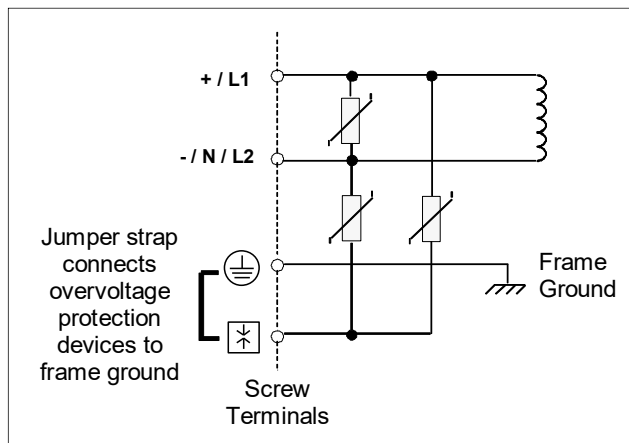 + / L1
- / N / L2
Jumper strap
connects
overvoltage
protection
devices to
frame ground
Frame
Ground
Screw
Terminals